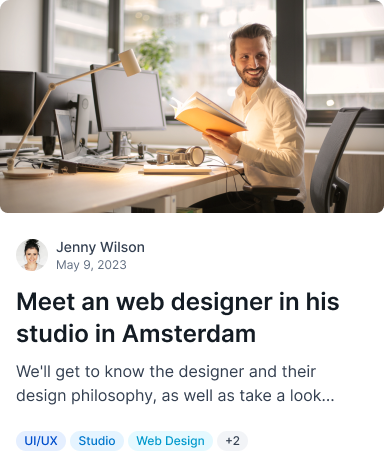 Jenny Wilson
May 9, 2023
Meet an web designer in his
studio in Amsterdam
We'll get to know the designer and their
design philosophy, as well as take a look...
UI/UX Studio Web Design +2